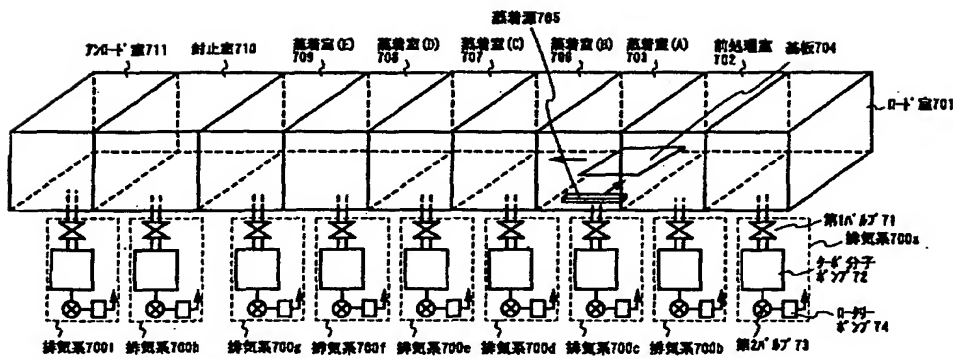 蒸着源705
アンロード室711
封止室710
蒸着室(E)
709
蒸着室(D)
708
蒸着室(C)
707
蒸着室(B)
706
蒸着室(A)
703
前処理室
702
基板704
ロード室701
第1バルブ71
排気系700a
ターボ分子
ポンプ72
ロータリー
ポンプ74
第2バルブ73
排気系700i
排気系700h
排気系700g
排気系700f
排気系700e
排気系700d
排気系700c
排気系700b